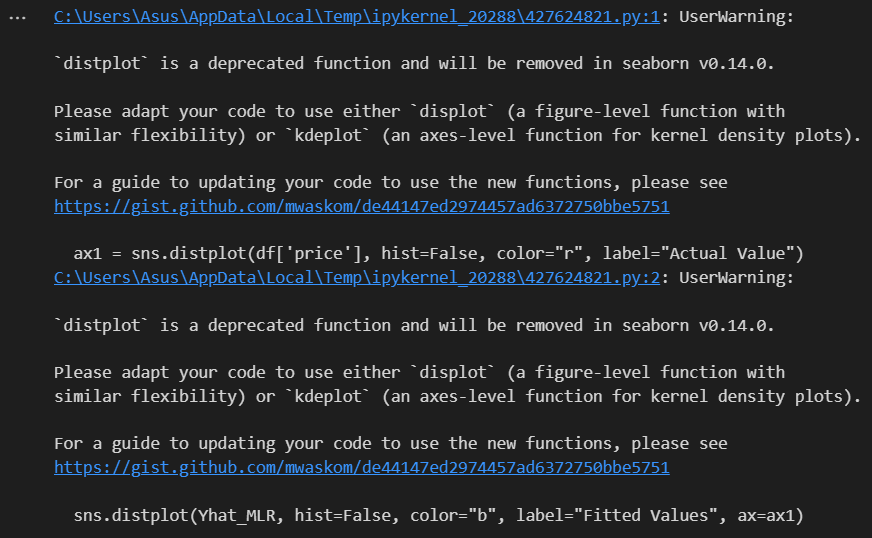 ... C:\Users\Asus\AppData\Local\Temp\ipykernel_20288\427624821.py:1: UserWarning:
`distplot` is a deprecated function and will be removed in seaborn v0.14.0.
Please adapt your code to use either `displot` (a figure-level function with
similar flexibility) or `kdeplot` (an axes-level function for kernel density plots).
For a guide to updating your code to use the new functions, please see
https://gist.github.com/mwaskom/de44147ed2974457ad6372750bbe5751
ax1 = sns.distplot(df['price'], hist=False, color="r", label="Actual Value")
C:\Users\Asus\AppData\Local\Temp\ipykernel_20288\427624821.py:2: UserWarning:
`distplot` is a deprecated function and will be removed in seaborn v0.14.0.
Please adapt your code to use either `displot` (a figure-level function with
similar flexibility) or `kdeplot` (an axes-level function for kernel density plots).
For a guide to updating your code to use the new functions, please see
https://gist.github.com/mwaskom/de44147ed2974457ad6372750bbe5751
sns.distplot(Yhat_MLR, hist=False, color="b", label="Fitted Values", ax=ax1)